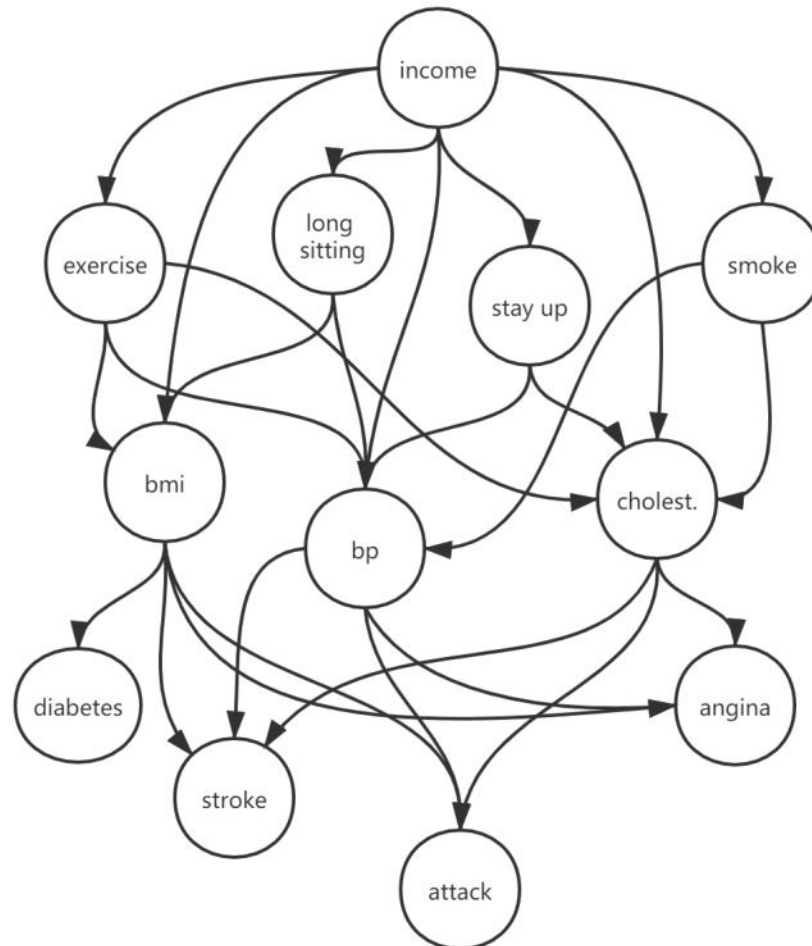 income
long
sitting
exercise
smoke
stay up
bmi
cholest.
bp
diabetes
angina
stroke
attack